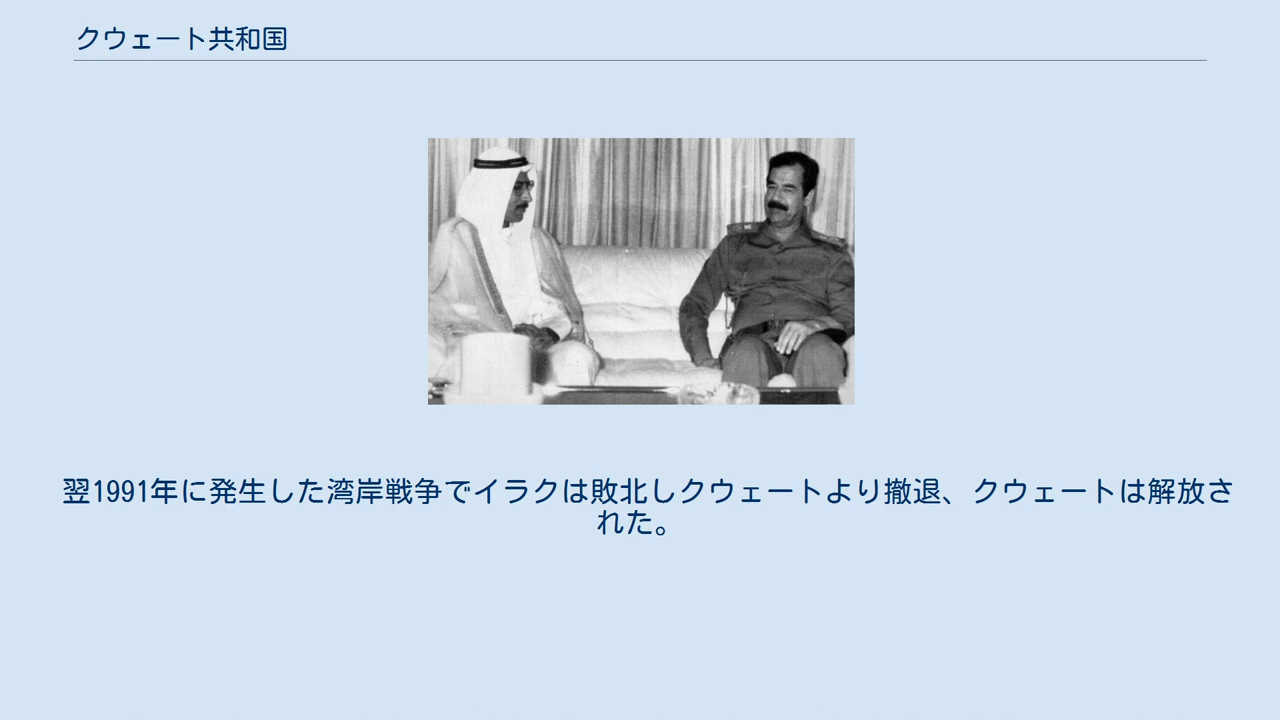 クウェート共和国
翌1991年に発生した湾岸戦争でイラクは敗北しクウェートより撤退、クウェートは解放さ
れた。